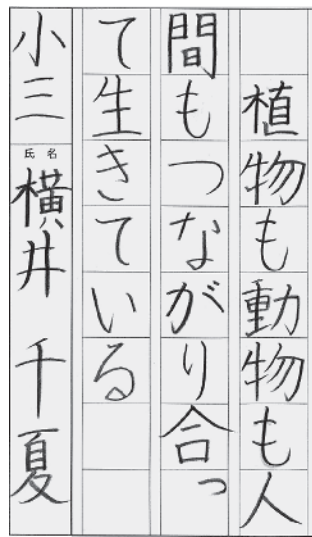 植物も動物も人
間もつながり合っ
て生きている
小三 氏名 横井 千夏